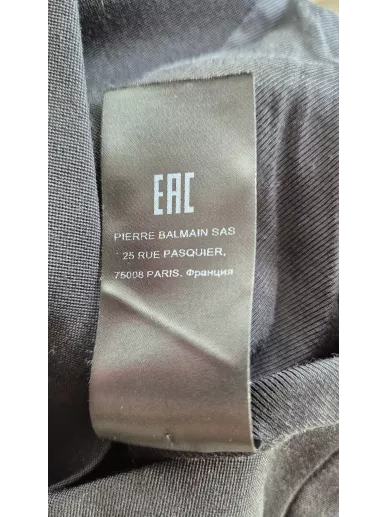 EAC
PIERRE BALMAIN SAS
25 RUE PASQUIER,
75008 PARIS. Франция